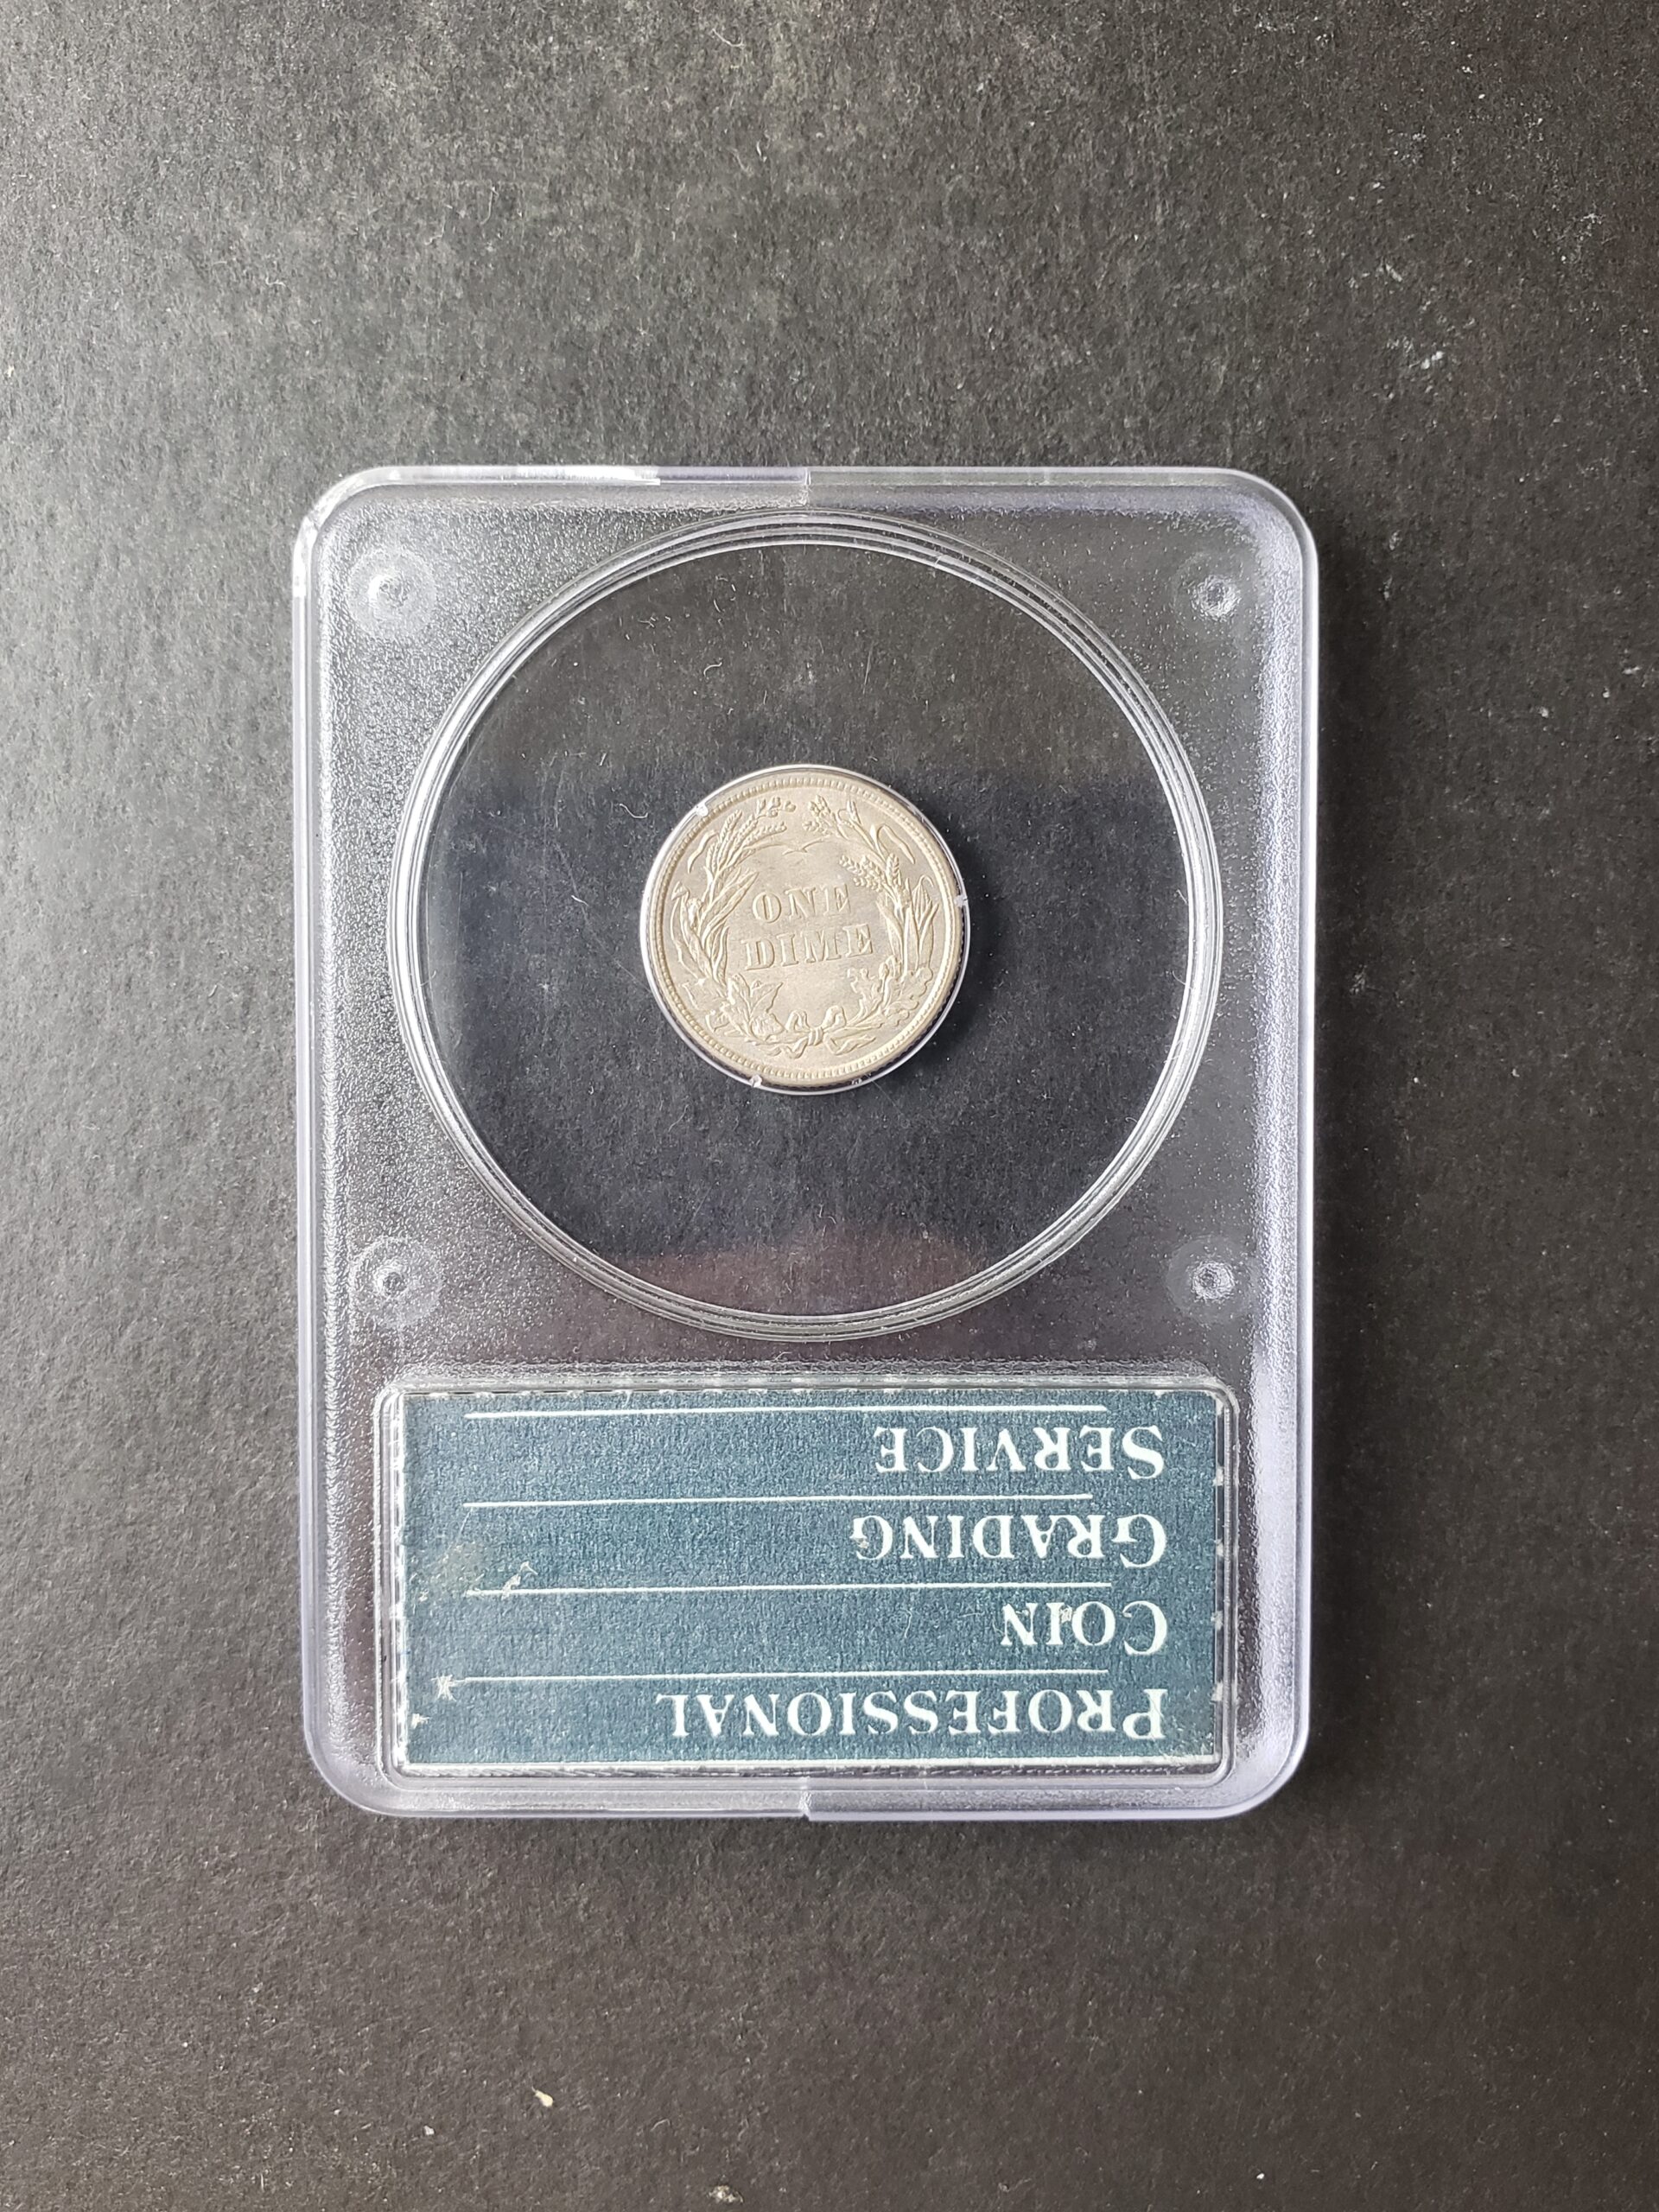 ONE
DIME
PROFESSIONAL
COIN
GRADING
SERVICE